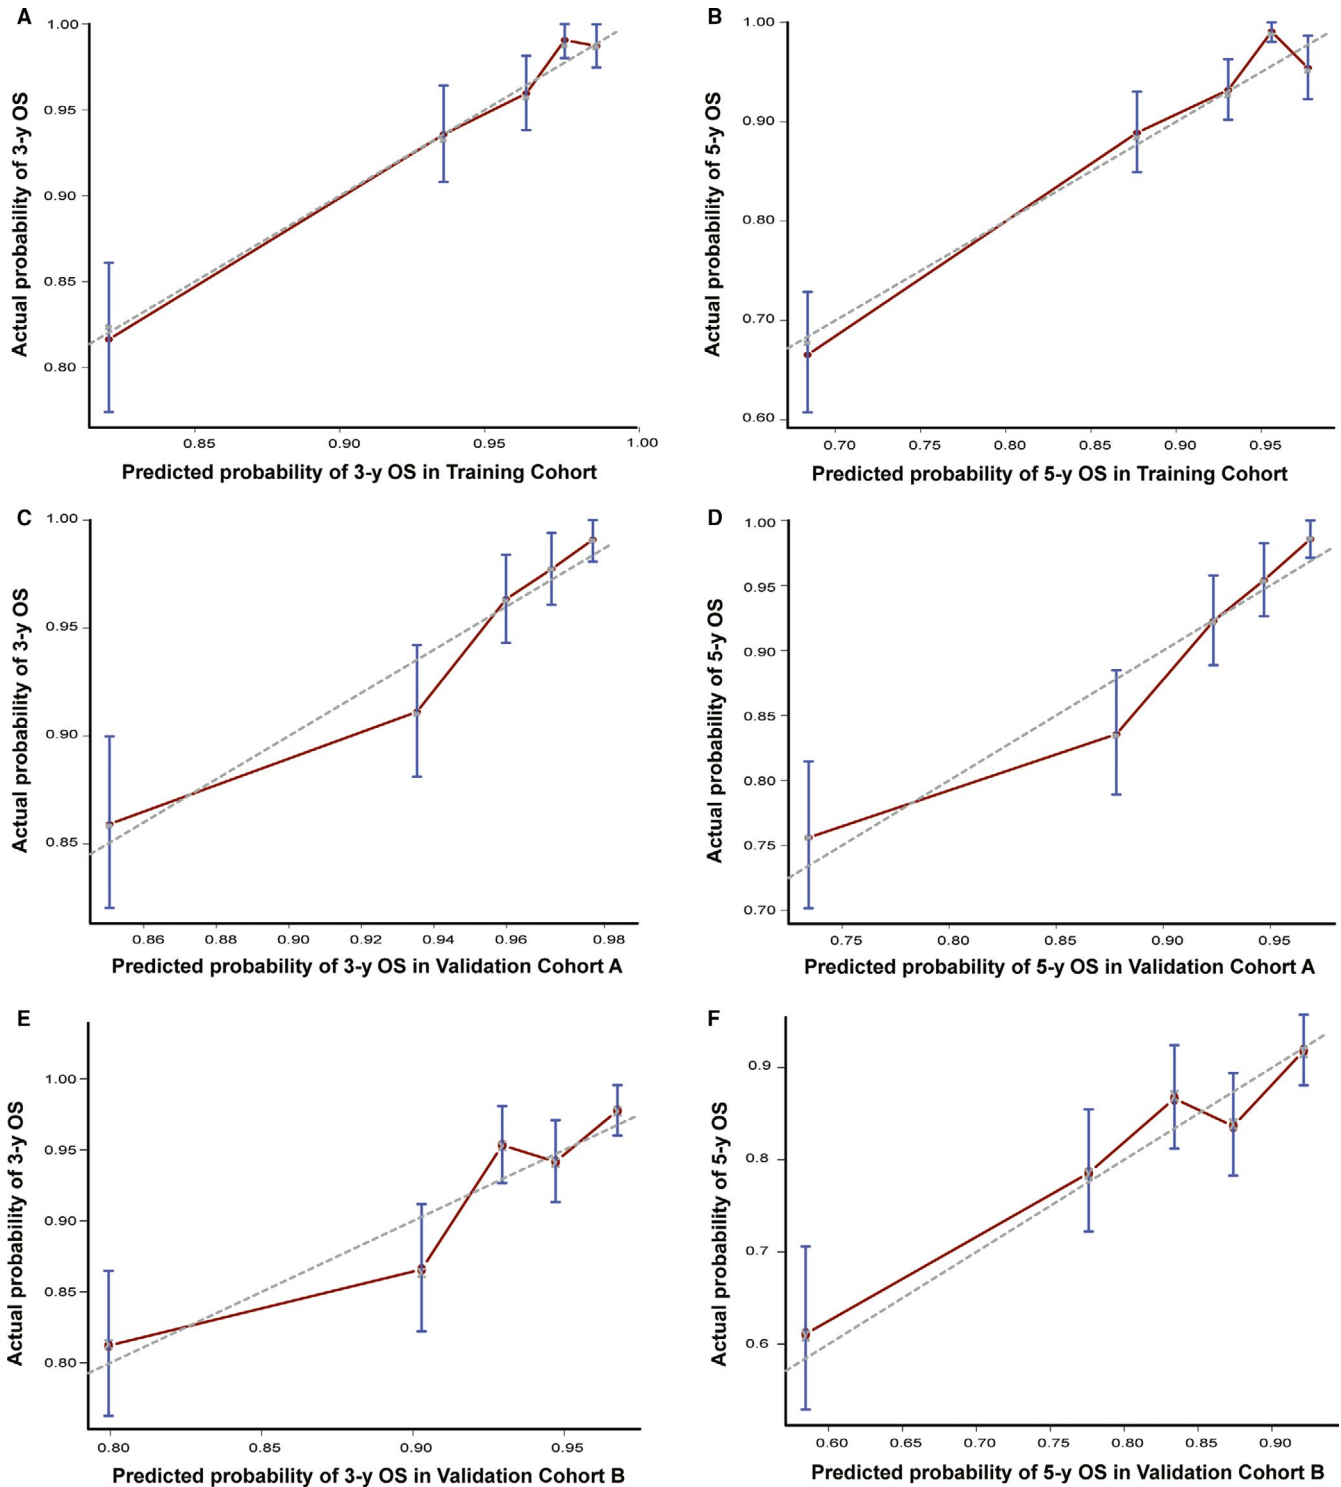 A
Actual probability of 3-y OS
1.00
0.95
0.90
0.85
0.80
0.85 0.90 0.95 1.00
Predicted probability of 3-y OS in Training Cohort
B
Actual probability of 5-y OS
1.00
0.90
0.80
0.70
0.60
0.70 0.75 0.80 0.85 0.90 0.95
Predicted probability of 5-y OS in Training Cohort
C
Actual probability of 3-y OS
1.00
0.95
0.90
0.85
0.86 0.88 0.90 0.92 0.94 0.96 0.98
Predicted probability of 3-y OS in Validation Cohort A
D
Actual probability of 5-y OS
1.00
0.95
0.90
0.85
0.80
0.75
0.70
0.75 0.80 0.85 0.90 0.95
Predicted probability of 5-y OS in Validation Cohort A
E
Actual probability of 3-y OS
1.00
0.95
0.90
0.85
0.80
0.80 0.85 0.90 0.95
Predicted probability of 3-y OS in Validation Cohort B
F
Actual probability of 5-y OS
0.9
0.8
0.7
0.6
0.60 0.65 0.70 0.75 0.80 0.85 0.90
Predicted probability of 5-y OS in Validation Cohort B